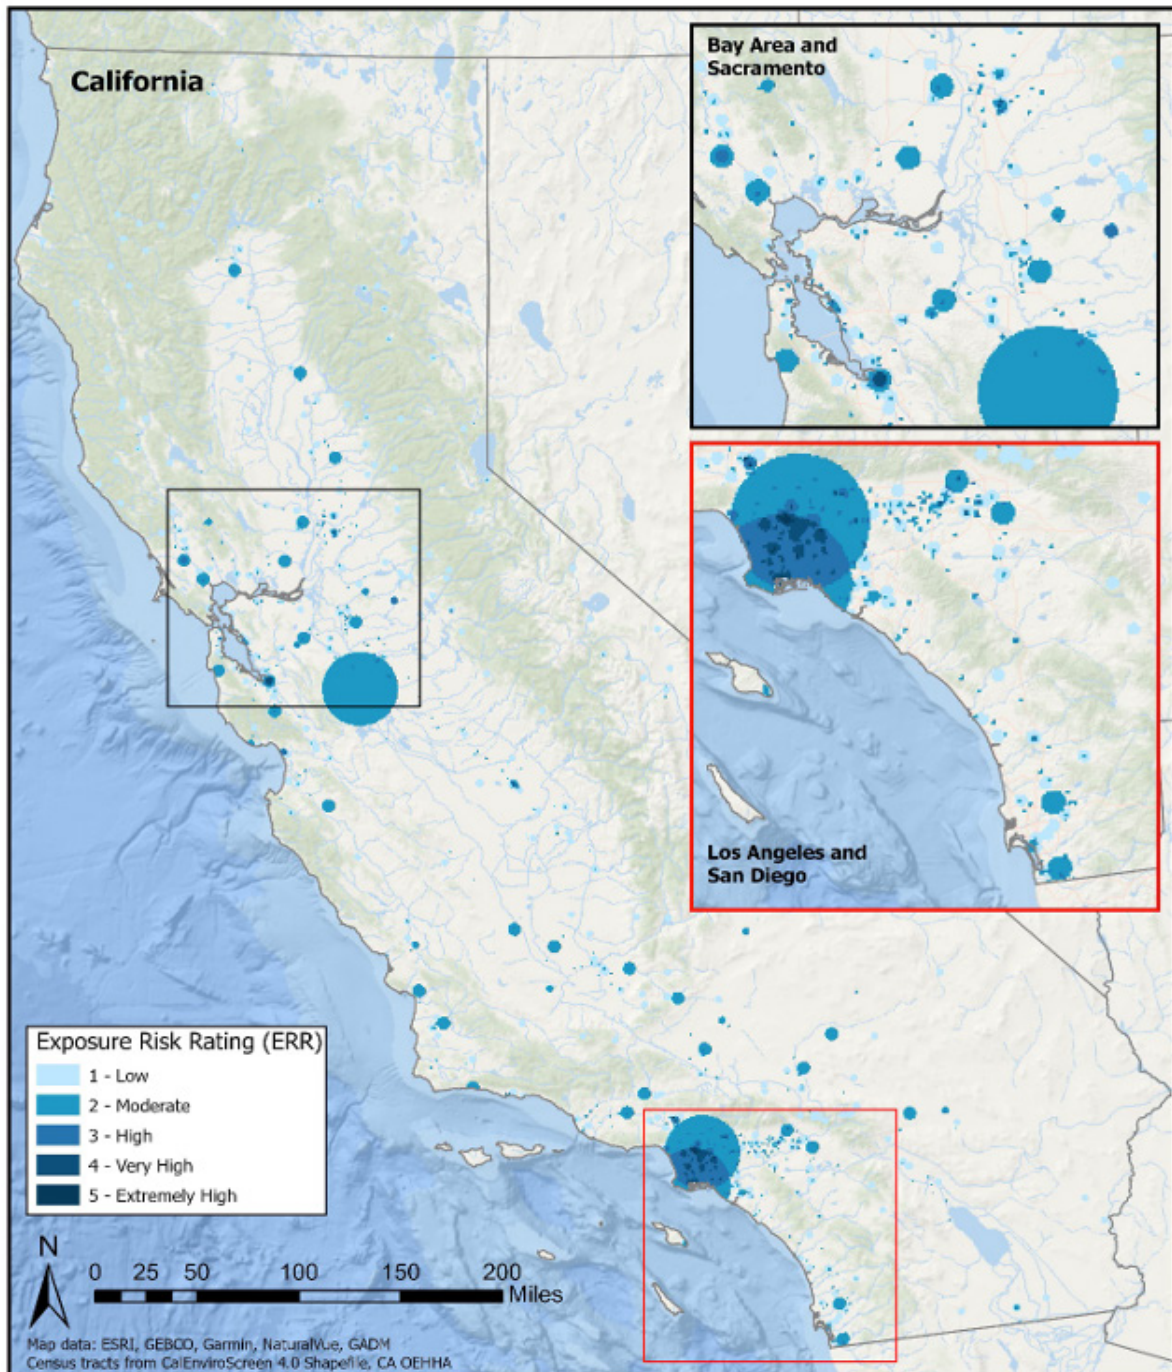 California
Bay Area and
Sacramento
Los Angeles and
San Diego
Exposure Risk Rating (ERR)
1 - Low
2 - Moderate
3 - High
4 - Very High
5 - Extremely High
N
0 25 50 100 150 200
Miles
Map data: ESRI, GEBCO, Garmin, NaturalVue, GADM
Census tracts from CalEnviroScreen 4.0 Shapefile, CA OEHHA